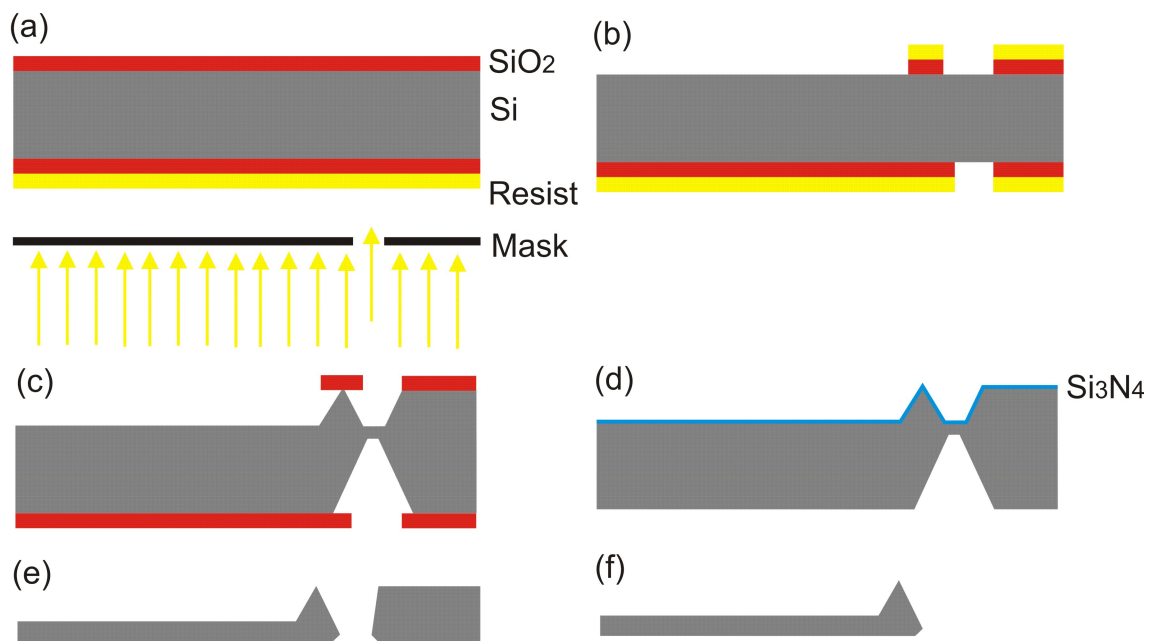 (a)
SiO2
Si
Resist
Mask
(b)
(c)
(d)
Si3N4
(e)
(f)